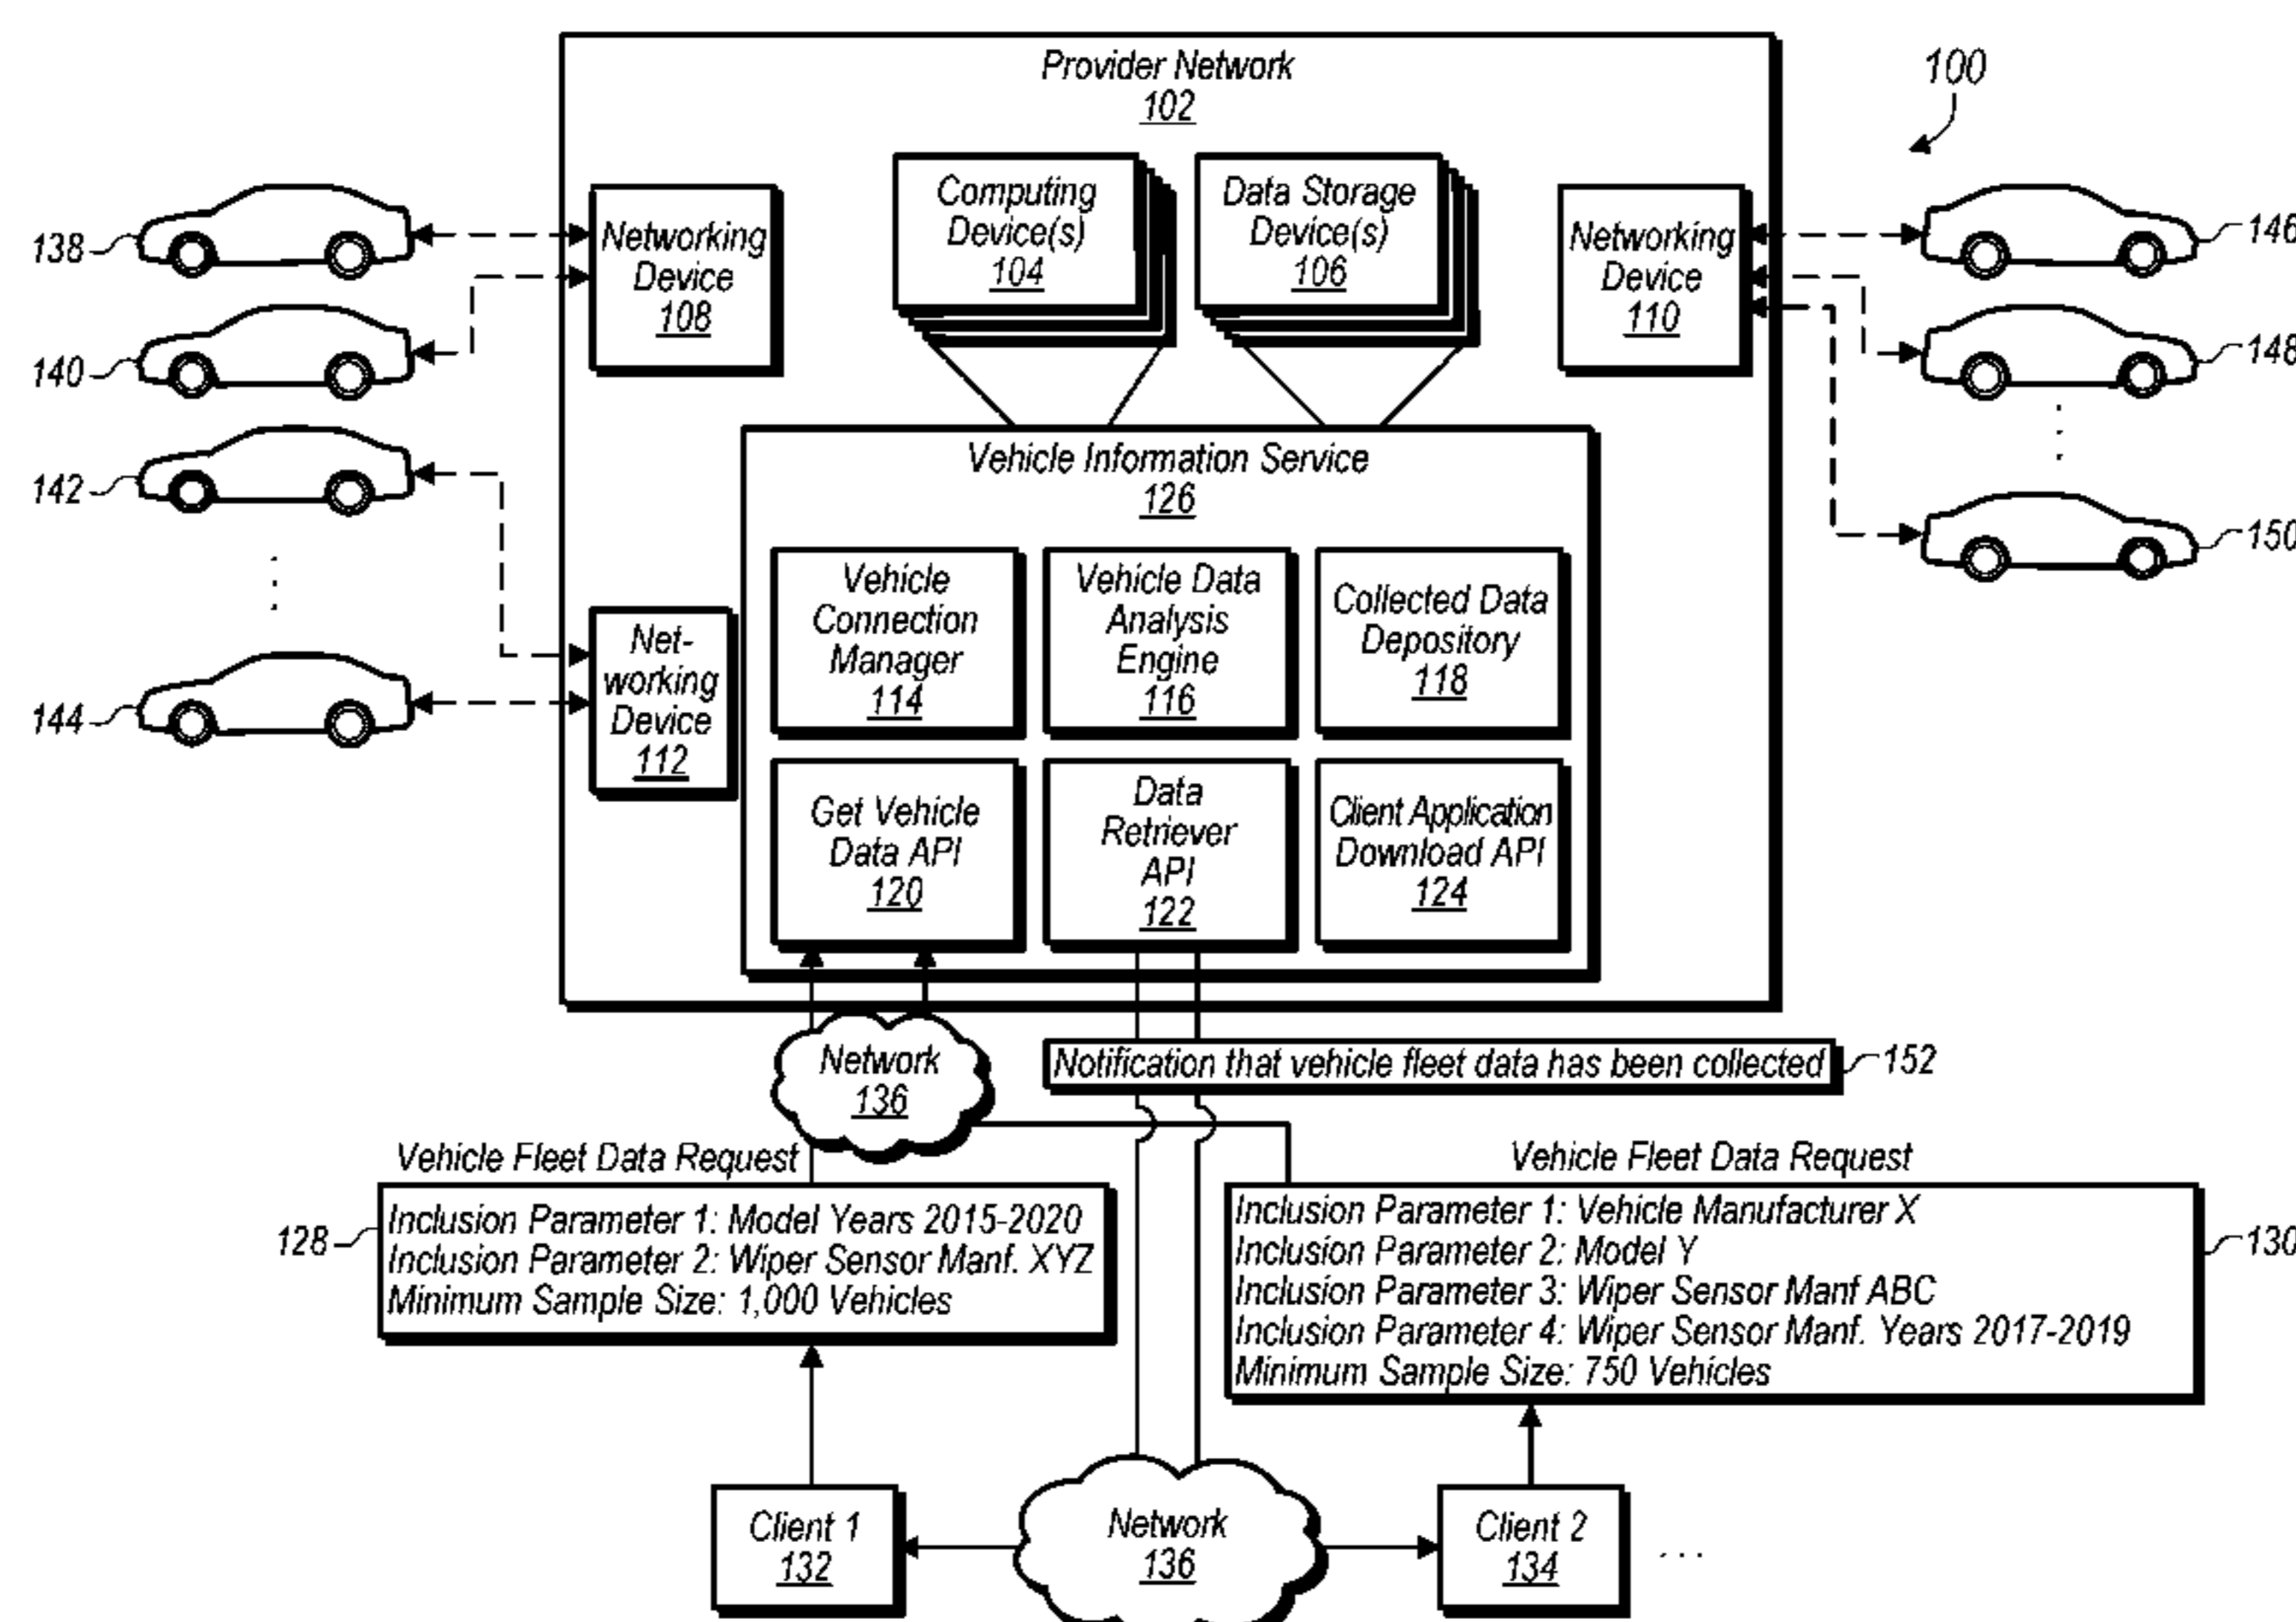 Provider Network
102
100
Computing
Device(s)
104
Data Storage
Device(s)
106
Networking
Device
108
Networking
Device
110
138
140
142
144
146
148
150
Vehicle Information Service
126
Vehicle
Connection
Manager
114
Vehicle Data
Analysis
Engine
116
Collected Data
Depository
118
Net-
working
Device
112
Get Vehicle
Data API
120
Data
Retriever
API
122
Client Application
Download API
124
Network
136
Notification that vehicle fleet data has been collected
152
Vehicle Fleet Data Request
128
Inclusion Parameter 1: Model Years 2015-2020
Inclusion Parameter 2: Wiper Sensor Manf. XYZ
Minimum Sample Size: 1,000 Vehicles
Vehicle Fleet Data Request
Inclusion Parameter 1: Vehicle Manufacturer X
Inclusion Parameter 2: Model Y
Inclusion Parameter 3: Wiper Sensor Manf ABC
Inclusion Parameter 4: Wiper Sensor Manf. Years 2017-2019
Minimum Sample Size: 750 Vehicles
130
Client 1
132
Network
136
Client 2
134
. . .